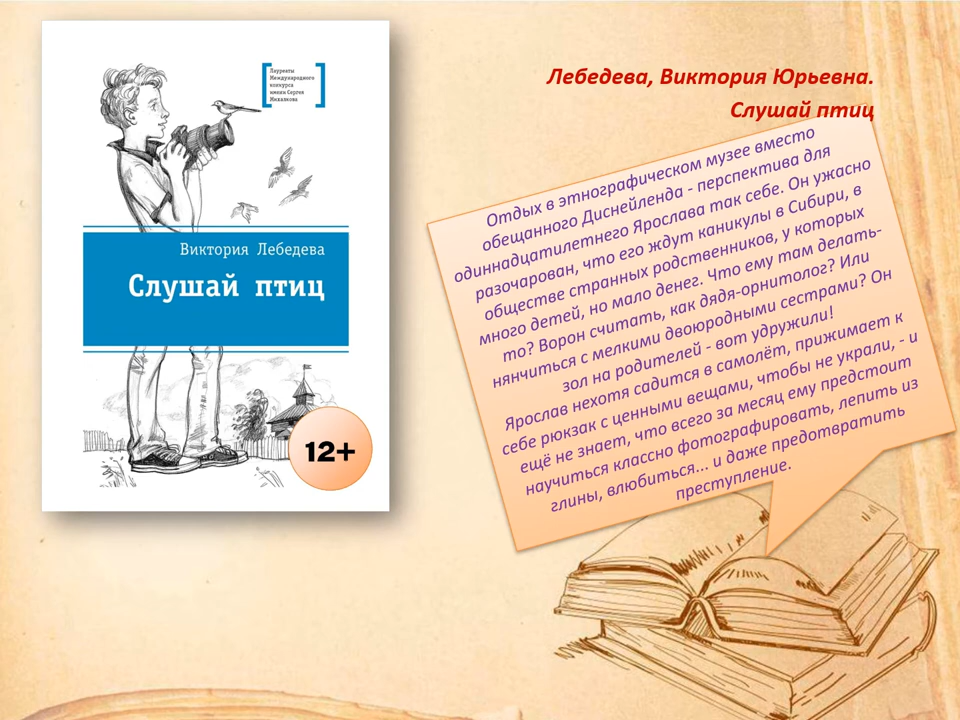 Лауреаты
Международного
конкурса
имени Сергея
Михалкова
Виктория Лебедева
Слушай птиц
12+
Лебедева, Виктория Юрьевна.
Слушай птиц
Отдых в этнографическом музее вместо
обещанного Диснейленда - перспектива для
одиннадцатилетнего Ярослава так себе. Он ужасно
разочарован, что его ждут каникулы в Сибири, в
обществе странных родственников, у которых
много детей, но мало денег. Что ему там делать-
то? Ворон считать, как дядя-орнитолог? Или
нянчиться с мелкими двоюродными сестрами? Он
зол на родителей - вот удружили!
Ярослав нехотя садится в самолёт, прижимает к
себе рюкзак с ценными вещами, чтобы не украли, - и
ещё не знает, что всего за месяц ему предстоит
научиться классно фотографировать, лепить из
глины, влюбиться... и даже предотвратить
преступление.